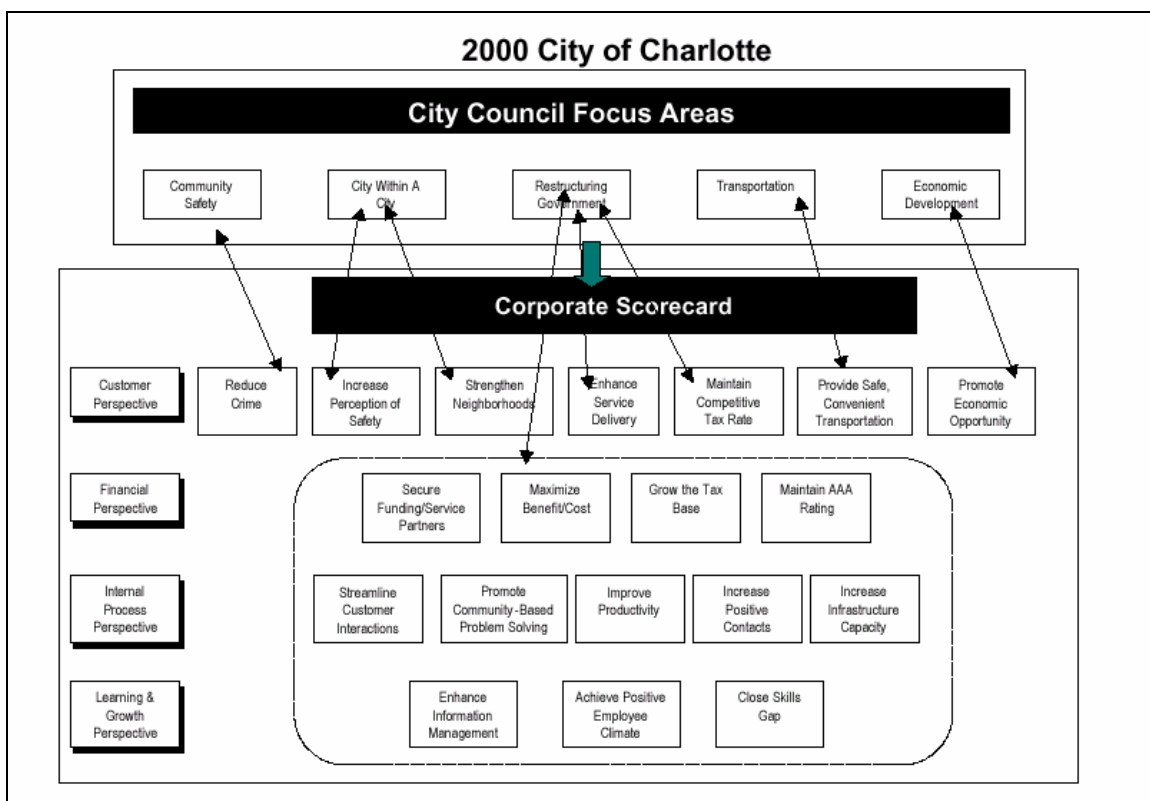 2000 City of Charlotte
City Council Focus Areas
Community
Safety
City Within A
City
Restructuring
Government
Transportation
Economic
Development
Corporate Scorecard
Customer
Perspective
Reduce
Crime
Increase
Perception of
Safety
Strengthen
Neighborhoods
Enhance
Service
Delivery
Maintain
Competitive
Tax Rate
Provide Safe,
Convenient
Transportation
Promote
Economic
Opportunity
Financial
Perspective
Secure
Funding/Service
Partners
Maximize
Benefit/Cost
Grow the Tax
Base
Maintain AAA
Rating
Internal
Process
Perspective
Streamline
Customer
Interactions
Promote
Community-Based
Problem Solving
Improve
Productivity
Increase
Positive
Contacts
Increase
Infrastructure
Capacity
Learning &
Growth
Perspective
Enhance
Information
Management
Achieve Positive
Employee
Climate
Close Skills
Gap